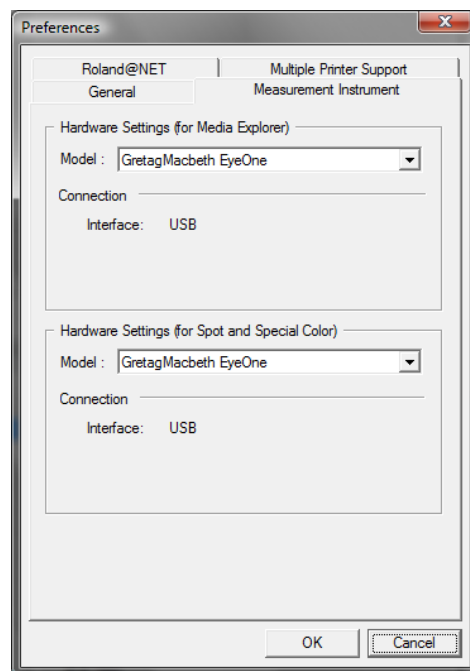 Preferences
Roland@NET Multiple Printer Support
General Measurement Instrument
Hardware Settings (for Media Explorer)
Model : GretagMacbeth EyeOne
Connection
Interface: USB
Hardware Settings (for Spot and Special Color)
Model : GretagMacbeth EyeOne
Connection
Interface: USB
OK Cancel